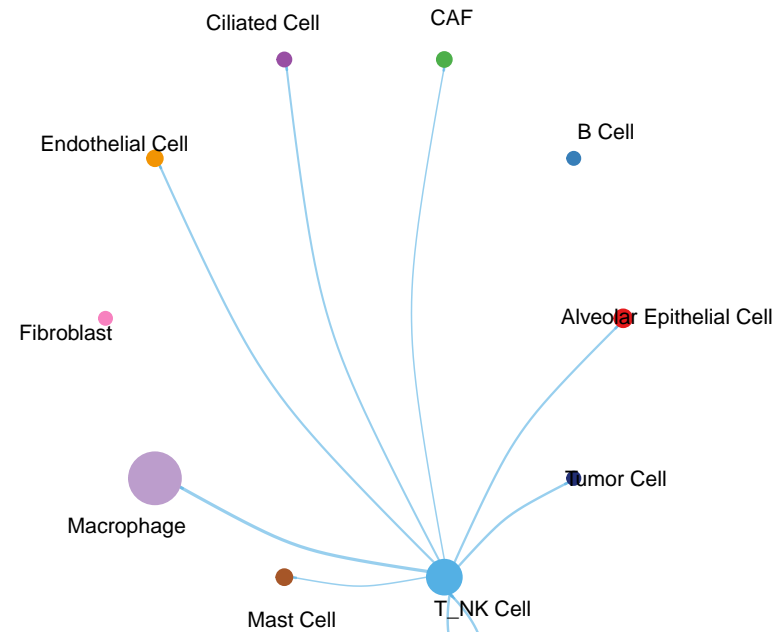 CAF
Ciliated Cell
B Cell
Endothelial Cell
Alveolar Epithelial Cell
Fibroblast
Tumor Cell
Macrophage
T_NK Cell
Mast Cell